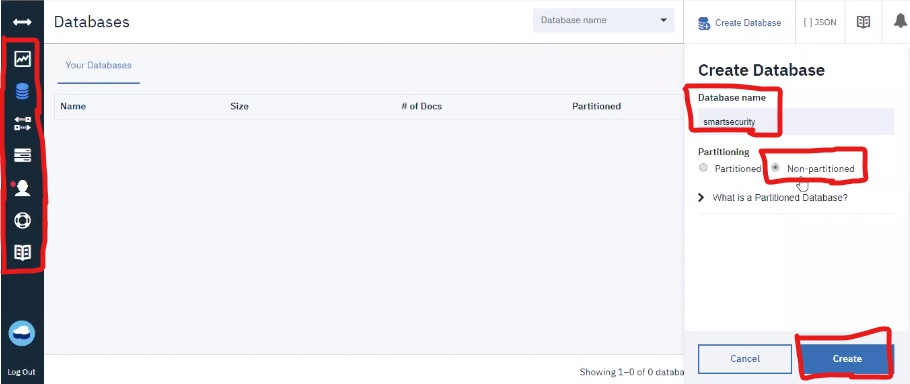 Databases
Database name
Create Database
{ } JSON
Your Databases
Name Size # of Docs Partitioned
Create Database
Database name
smartsecurity
Partitioning
Partitioned Non-partitioned
What is a Partitioned Database?
Cancel Create
Log Out
Showing 1–0 of 0 databa